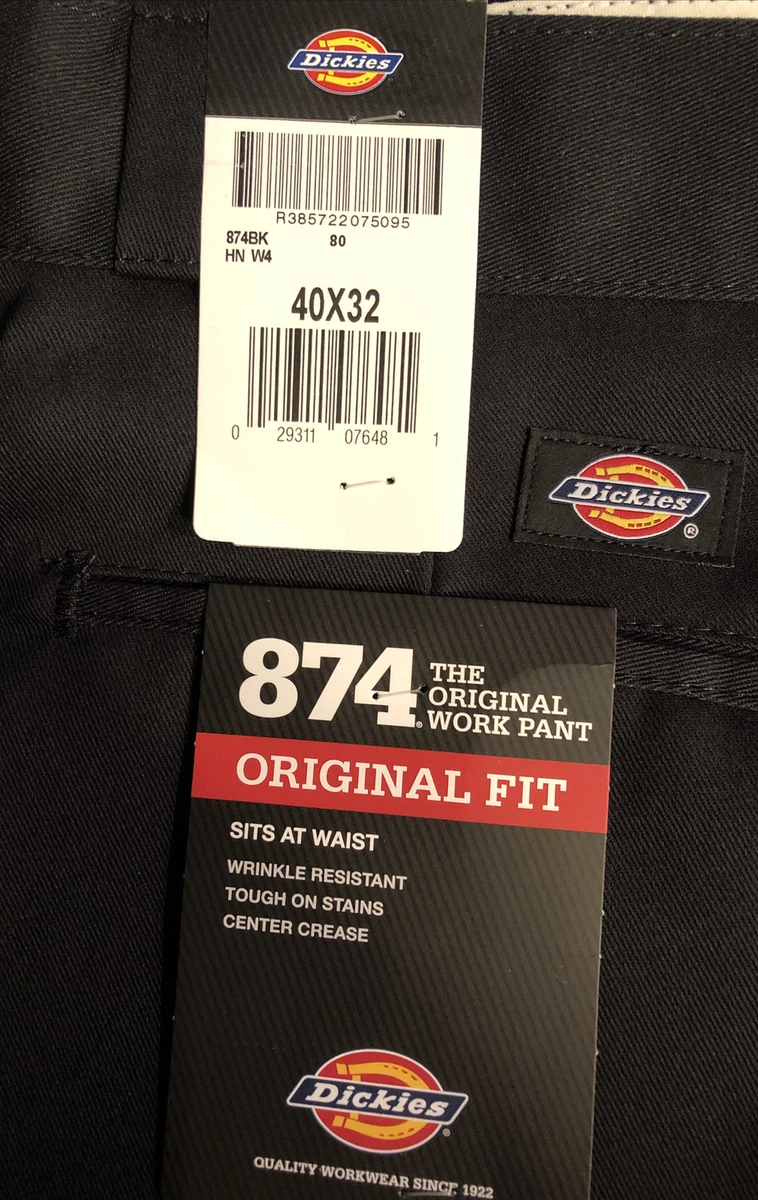 Dickies
R385722075095
874BK 80
HN W4
40X32
0 29311 07648 1
Dickies ®
874® THE
ORIGINAL
WORK PANT
ORIGINAL FIT
SITS AT WAIST
WRINKLE RESISTANT
TOUGH ON STAINS
CENTER CREASE
Dickies®
QUALITY WORKWEAR SINCE 1922